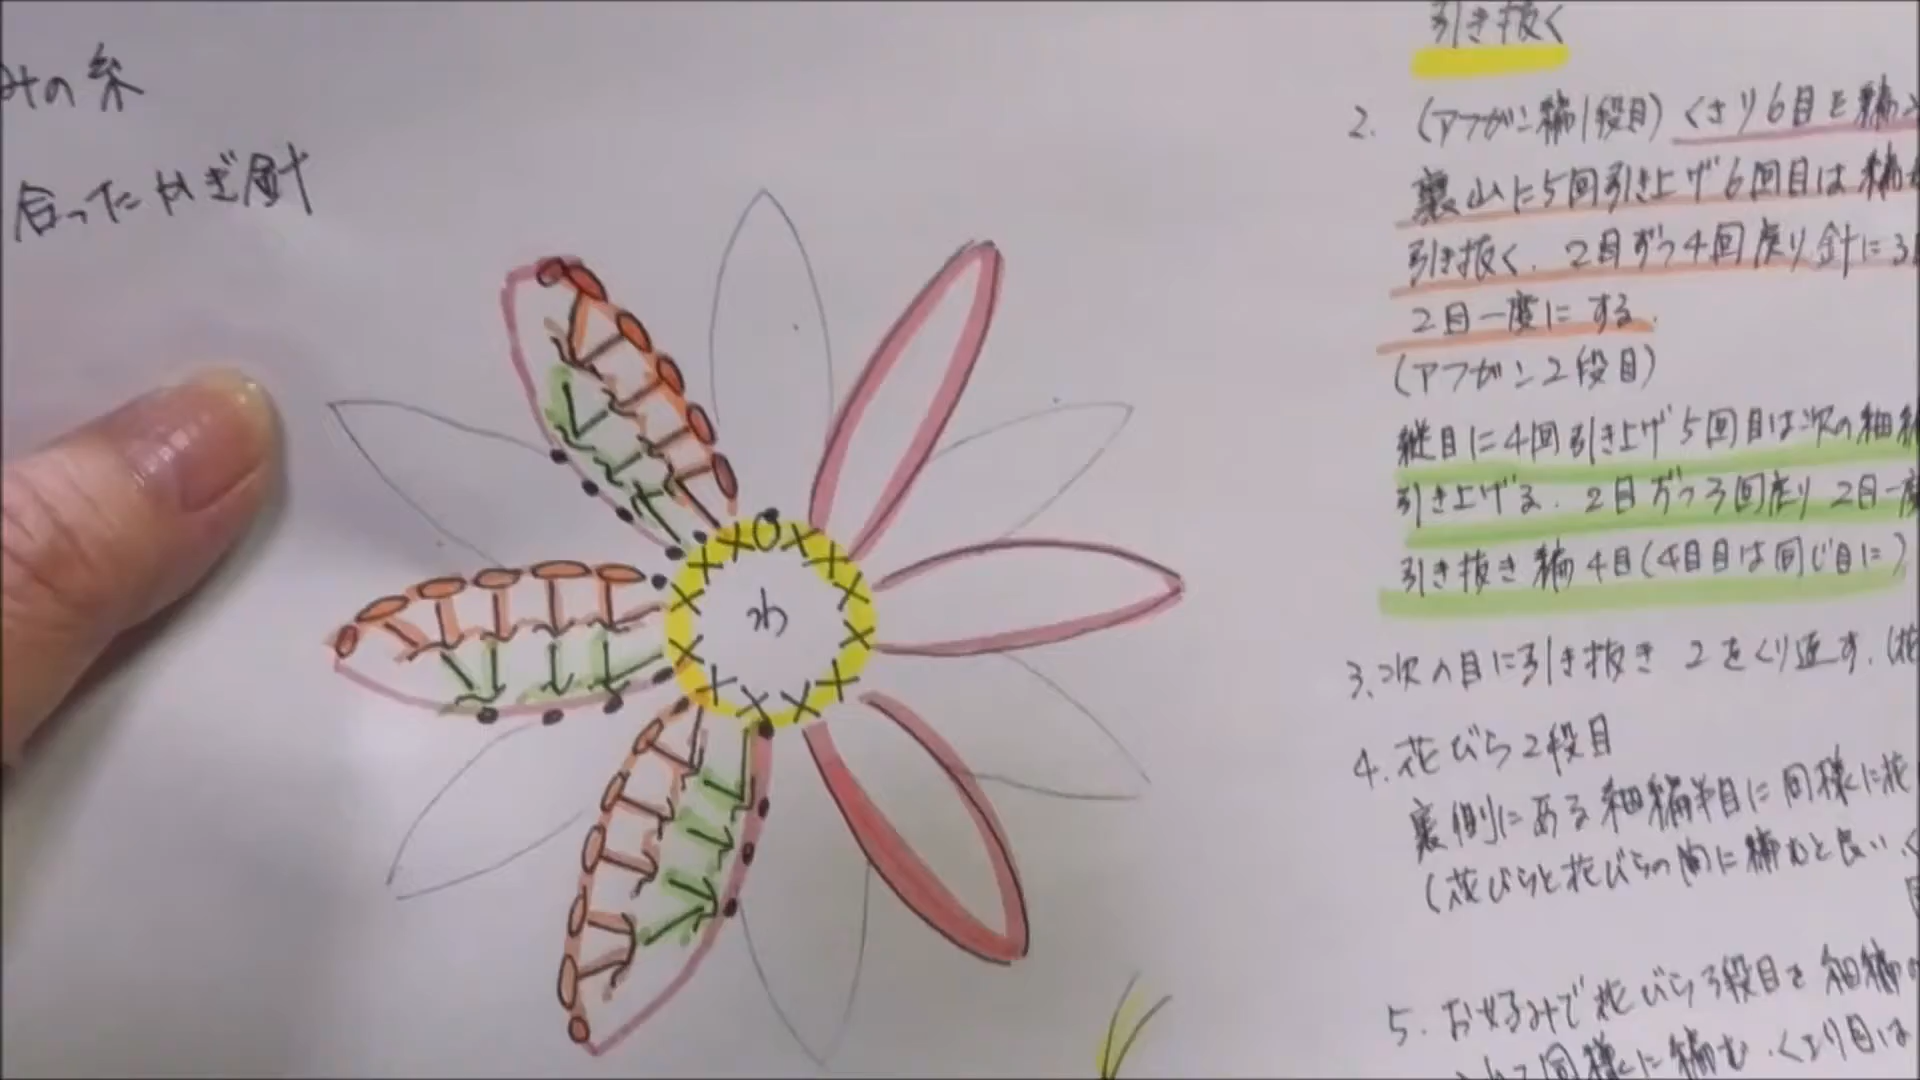 みの糸
合ったかぎ針
わ
引き抜く
2. (アフガン編1段目) くさり6目を編み
裏山に5回引き上げ6回目は編
引き抜く. 2目ずつ4回戻り針に3
2目一度にする.
(アフガン2段目)
縦目に4回引き上げ5回目は次の細編
引き上げる. 2目ずつ3回戻り 2目一度
引き抜き編4目(4目目は同じ目に)
3. 次の目に引き抜き 2をくり返す. (花
4. 花びら2段目
裏側にある細編半目に同様に花
(花びらと花びらの間に編むと良い.
5. お好みで花びら3段目を細編の
同様に編む. くさり目は